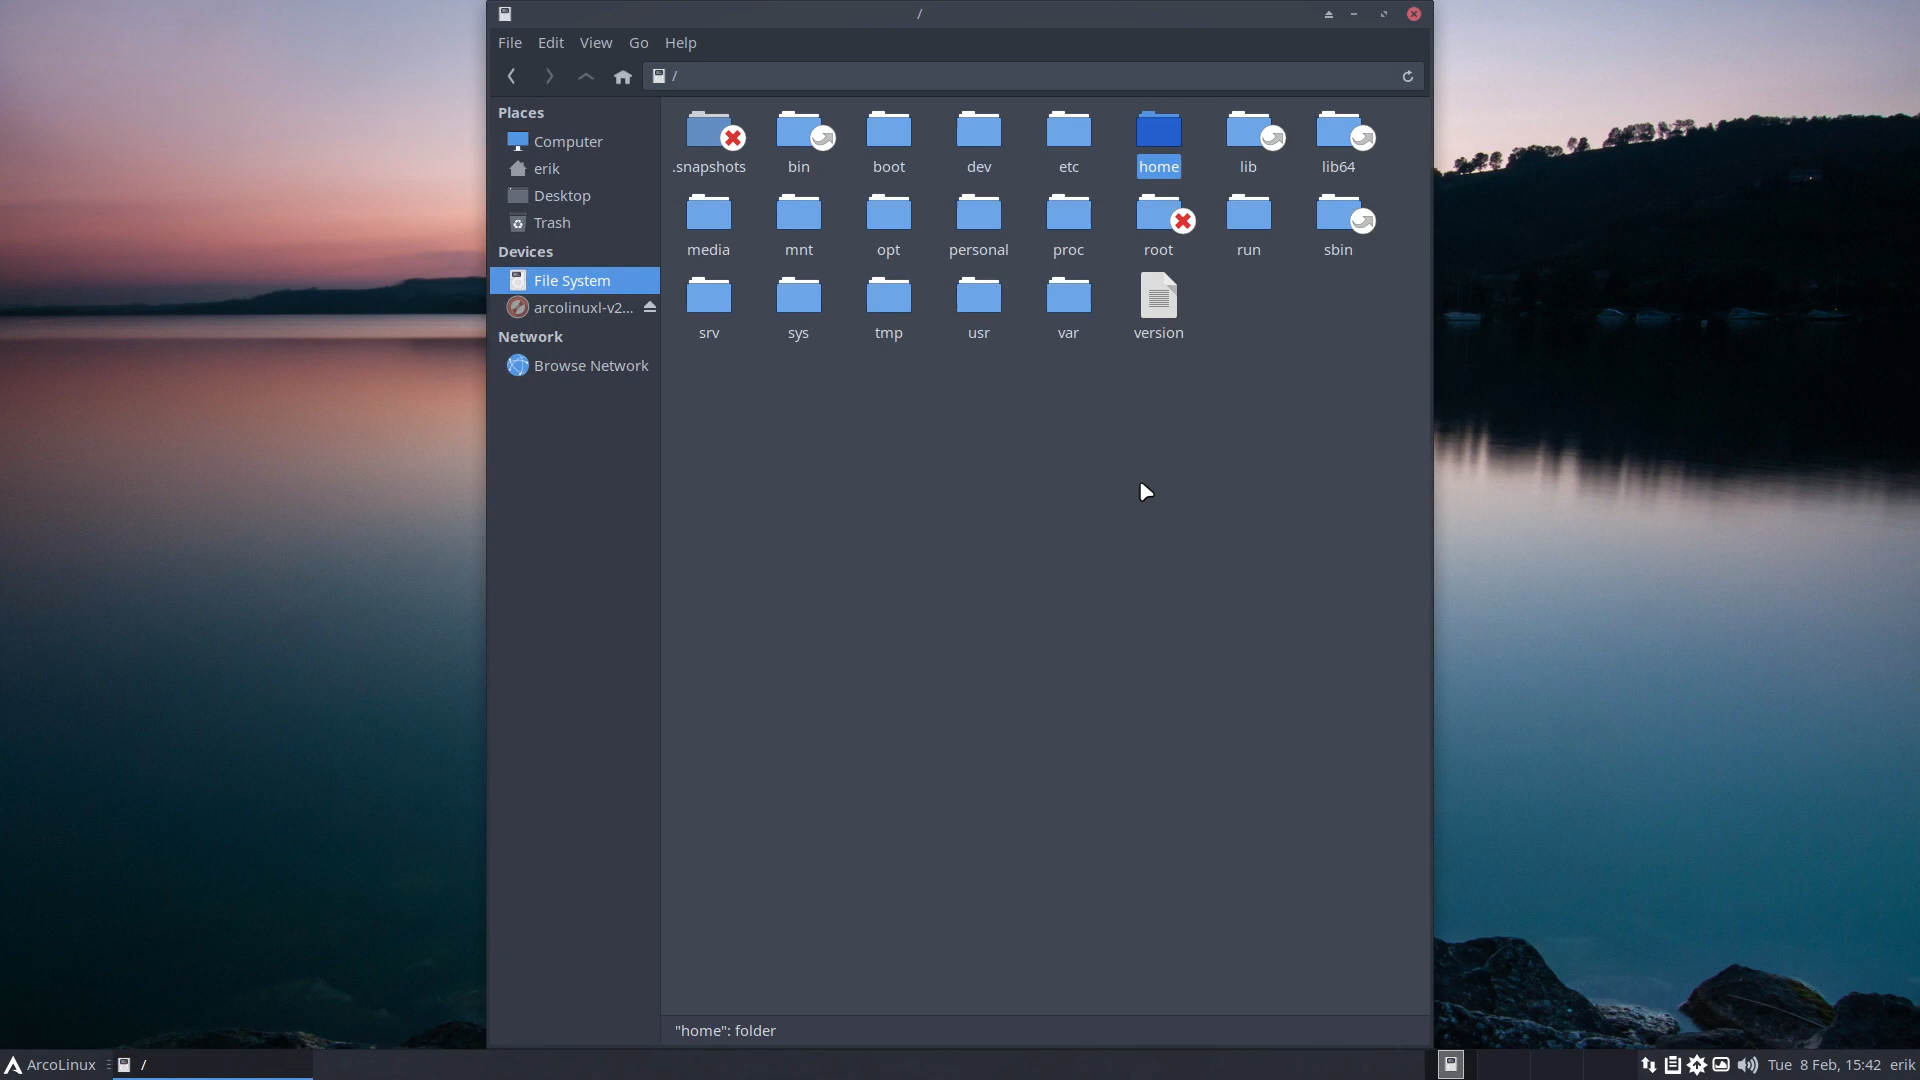 /
File Edit View Go Help
/
Places
Computer
erik
Desktop
Trash
Devices
File System
arcolinuxl-v2...
Network
Browse Network
.snapshots bin boot dev etc home lib lib64
media mnt opt personal proc root run sbin
srv sys tmp usr var version
"home": folder
ArcoLinux / Tue 8 Feb, 15:42 erik